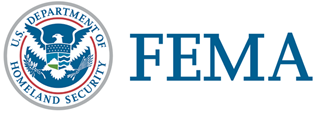 U.S. DEPARTMENT OF
HOMELAND SECURITY
FEMA